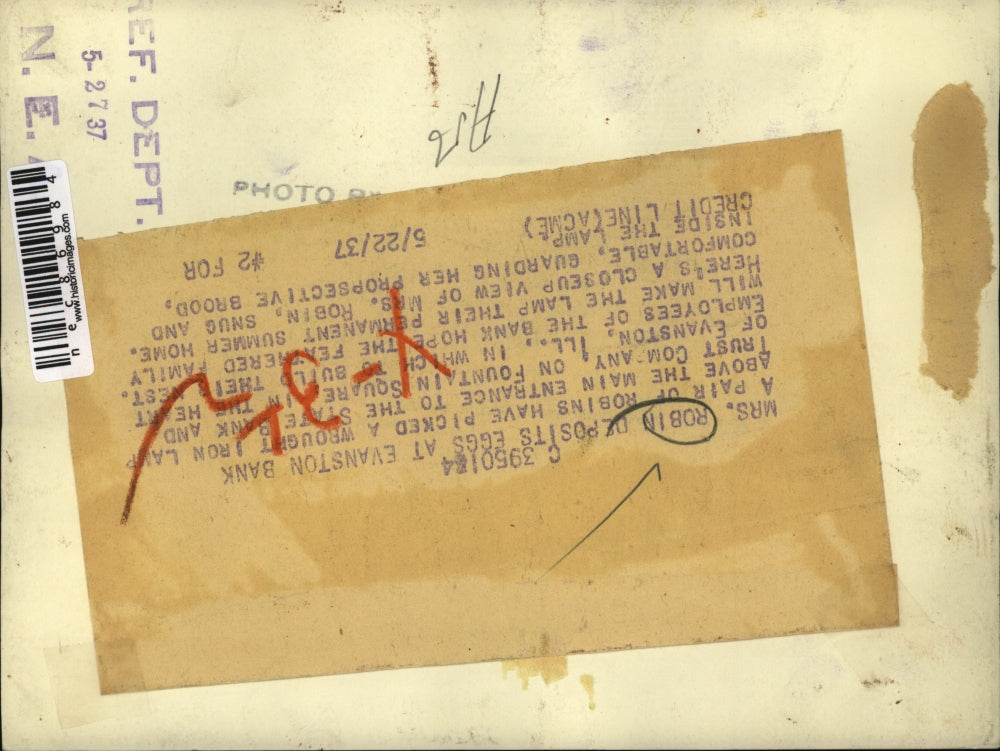 REF. DEPT.
5-27 37
N. E.
PHOTO
necc86984
www.historicimages.com
C 3950184
MRS. ROBIN DEPOSITS EGGS AT EVANSTON BANK
A PAIR OF ROBINS HAVE PICKED A WROUGHT IRON LAMP
ABOVE THE MAIN ENTRANCE TO THE STATE BANK AND
TRUST COMPANY ON FOUNTAIN SQUARE IN THE HEART
OF EVANSTON, ILL., IN WHICH TO BUILD THEIR NEST.
EMPLOYEES OF THE BANK HOPE THE FEATHERED FAMILY
WILL MAKE THE LAMP THEIR PERMANENT SUMMER HOME.
HERE'S A CLOSEUP VIEW OF MRS. ROBIN, SNUG AND
COMFORTABLE, GUARDING HER PROPSECTIVE BROOD,
INSIDE THE LAMP.
CREDIT LINE(ACME) 5/22/37 #2 FOR